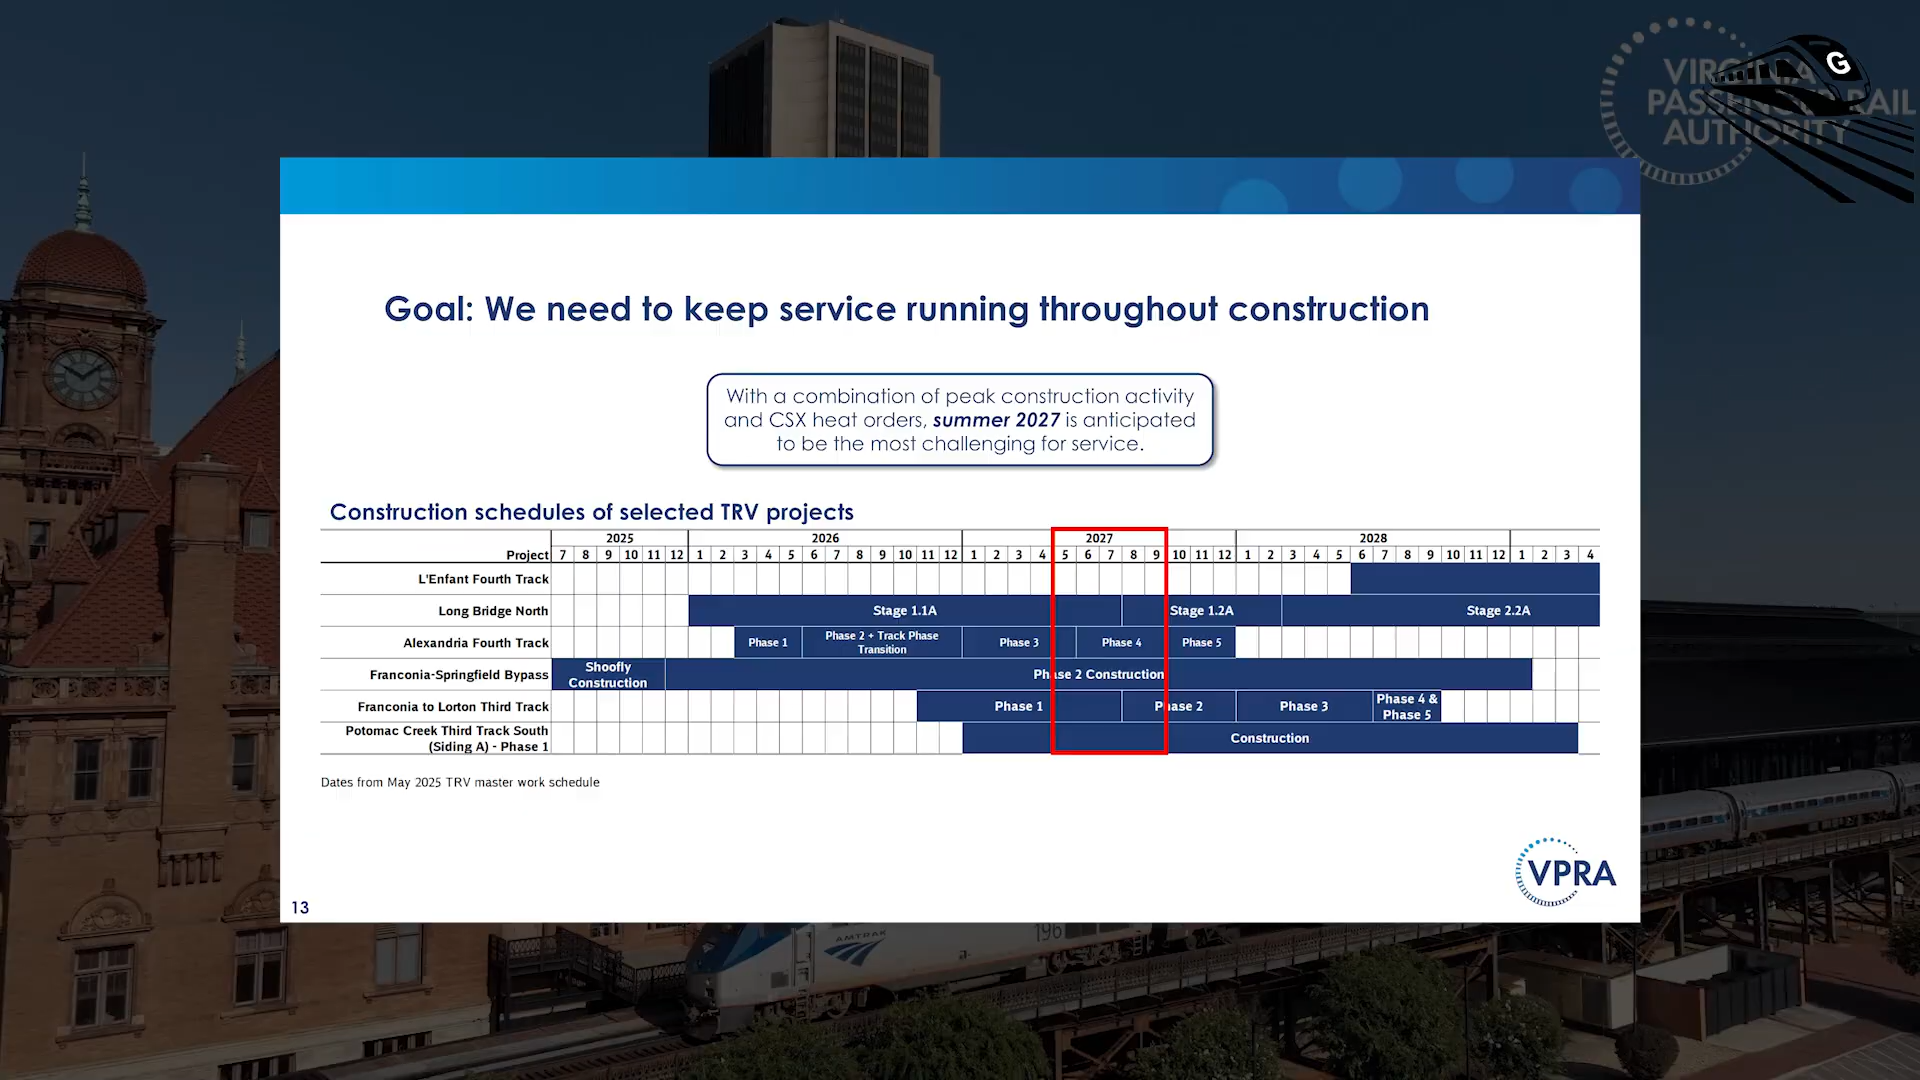 VIRGINIA
PASSENGER RAIL
AUTHORITY
G
Goal: We need to keep service running throughout construction
With a combination of peak construction activity
and CSX heat orders, summer 2027 is anticipated
to be the most challenging for service.
Construction schedules of selected TRV projects
2025 2026 2027 2028
Project 7 8 9 10 11 12 1 2 3 4 5 6 7 8 9 10 11 12 1 2 3 4 5 6 7 8 9 10 11 12 1 2 3 4 5 6 7 8 9 10 11 12 1 2 3 4
L'Enfant Fourth Track
Long Bridge North Stage 1.1A Stage 1.2A Stage 2.2A
Alexandria Fourth Track Phase 1 Phase 2 + Track Phase
Transition Phase 3 Phase 4 Phase 5
Franconia-Springfield Bypass Shoofly
Construction Phase 2 Construction
Franconia to Lorton Third Track Phase 1 Phase 2 Phase 3 Phase 4 &
Phase 5
Potomac Creek Third Track South
(Siding A) - Phase 1 Construction
Dates from May 2025 TRV master work schedule
VPRA
13
AMTRAK
196